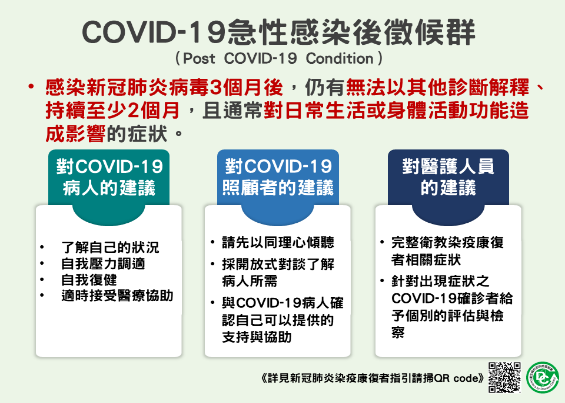 COVID-19急性感染後徵候群
（Post COVID-19 Condition）
• 感染新冠肺炎病毒3個月後，仍有無法以其他診斷解釋、
持續至少2個月，且通常對日常生活或身體活動功能造
成影響的症狀。
對COVID-19
病人的建議
• 了解自己的狀況
• 自我壓力調適
• 自我復健
• 適時接受醫療協助
對COVID-19
照顧者的建議
• 請先以同理心傾聽
• 採開放式對談了解
病人所需
• 與COVID-19病人確
認自己可以提供的
支持與協助
對醫護人員
的建議
• 完整衛教染疫康復
者相關症狀
• 針對出現症狀之
COVID-19確診者給
予個別的評估與檢
察
《詳見新冠肺炎染疫康復者指引請掃QR code》